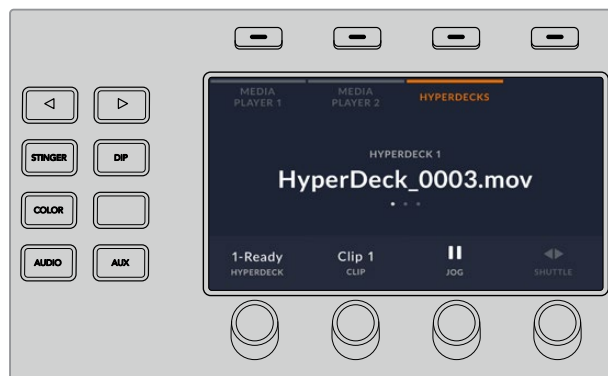 MEDIA
PLAYER 1
MEDIA
PLAYER 2
HYPERDECKS
STINGER
DIP
HYPERDECK 1
HyperDeck_0003.mov
COLOR
AUDIO
AUX
1-Ready
HYPERDECK
Clip 1
CLIP
JOG
SHUTTLE